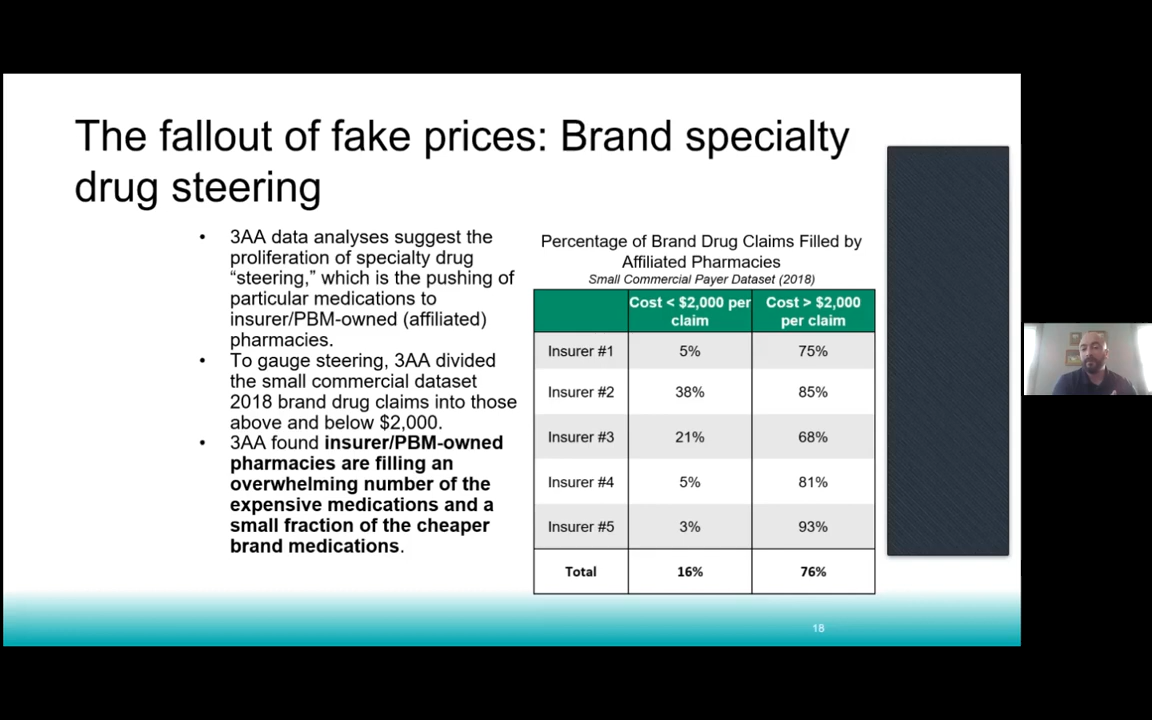 The fallout of fake prices: Brand specialty
drug steering
• 3AA data analyses suggest the
proliferation of specialty drug
“steering,” which is the pushing of
particular medications to
insurer/PBM-owned (affiliated)
pharmacies.
• To gauge steering, 3AA divided
the small commercial dataset
2018 brand drug claims into those
above and below $2,000.
• 3AA found insurer/PBM-owned
pharmacies are filling an
overwhelming number of the
expensive medications and a
small fraction of the cheaper
brand medications.
Percentage of Brand Drug Claims Filled by
Affiliated Pharmacies
Small Commercial Payer Dataset (2018)
Cost < $2,000 per claim Cost > $2,000 per claim
Insurer #1 5% 75%
Insurer #2 38% 85%
Insurer #3 21% 68%
Insurer #4 5% 81%
Insurer #5 3% 93%
Total 16% 76%
18